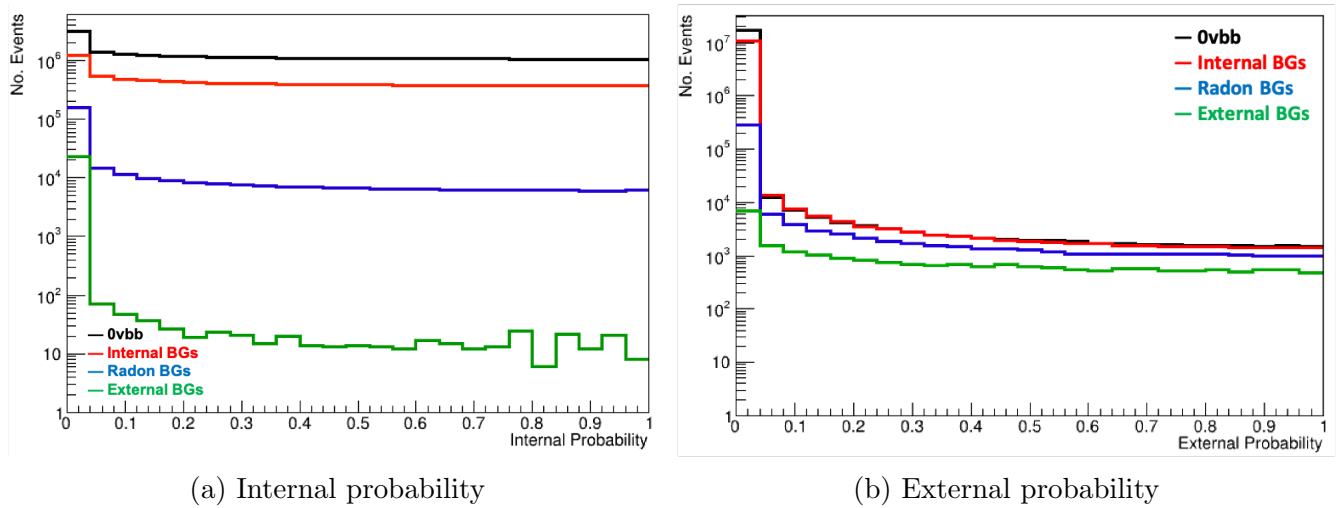 No. Events
10⁶
10⁵
10⁴
10³
10²
10
1
0vbb
Internal BGs
Radon BGs
External BGs
0 0.1 0.2 0.3 0.4 0.5 0.6 0.7 0.8 0.9 1
Internal Probability
(a) Internal probability
No. Events
10⁷
10⁶
10⁵
10⁴
10³
10²
10
1
0vbb
Internal BGs
Radon BGs
External BGs
0 0.1 0.2 0.3 0.4 0.5 0.6 0.7 0.8 0.9 1
External Probability
(b) External probability